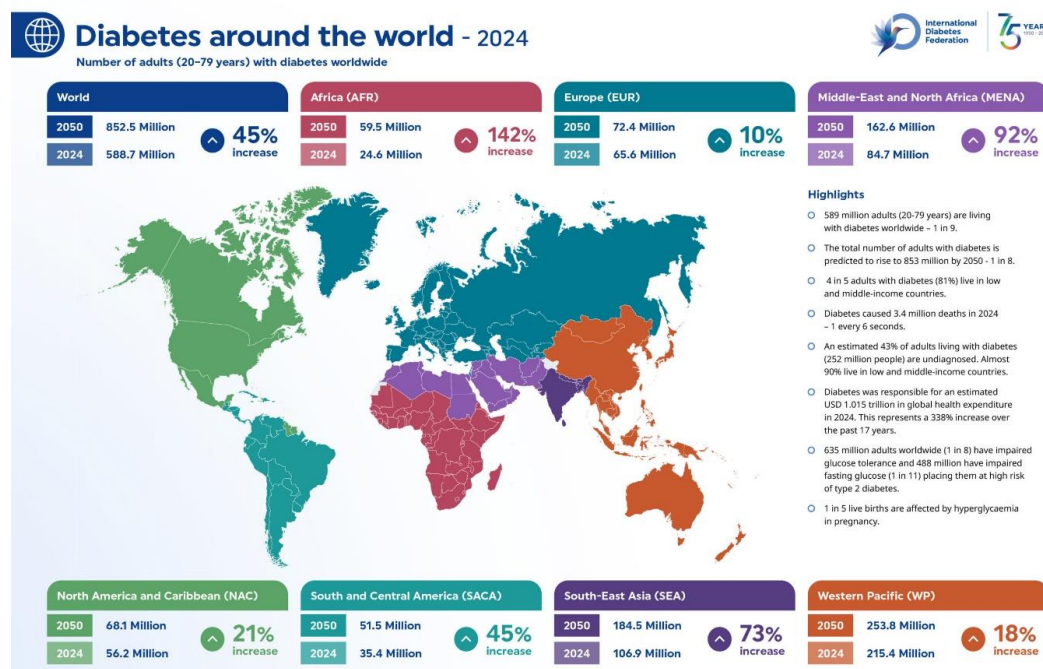 Diabetes around the world - 2024
Number of adults (20–79 years) with diabetes worldwide
International
Diabetes
Federation
75 YEARS
World
2050 852.5 Million
2024 588.7 Million
45%
increase
Africa (AFR)
2050 59.5 Million
2024 24.6 Million
142%
increase
Europe (EUR)
2050 72.4 Million
2024 65.6 Million
10%
increase
Middle-East and North Africa (MENA)
2050 162.6 Million
2024 84.7 Million
92%
increase
Highlights
589 million adults (20-79 years) are living
with diabetes worldwide – 1 in 9.
The total number of adults with diabetes is
predicted to rise to 853 million by 2050 - 1 in 8.
4 in 5 adults with diabetes (81%) live in low
and middle-income countries.
Diabetes caused 3.4 million deaths in 2024
– 1 every 6 seconds.
An estimated 43% of adults living with diabetes
(252 million people) are undiagnosed. Almost
90% live in low and middle-income countries.
Diabetes was responsible for an estimated
USD 1.015 trillion in global health expenditure
in 2024. This represents a 338% increase over
the past 17 years.
635 million adults worldwide (1 in 8) have impaired
glucose tolerance and 488 million have impaired
fasting glucose (1 in 11) placing them at high risk
of type 2 diabetes.
1 in 5 live births are affected by hyperglycaemia
in pregnancy.
North America and Caribbean (NAC)
2050 68.1 Million
2024 56.2 Million
21%
increase
South and Central America (SACA)
2050 51.5 Million
2024 35.4 Million
45%
increase
South-East Asia (SEA)
2050 184.5 Million
2024 106.9 Million
73%
increase
Western Pacific (WP)
2050 253.8 Million
2024 215.4 Million
18%
increase